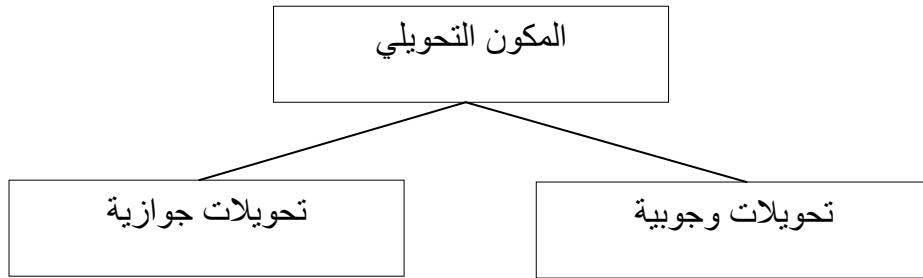 المكون التحويلي
تحويلات وجوبية
تحويلات جوازية